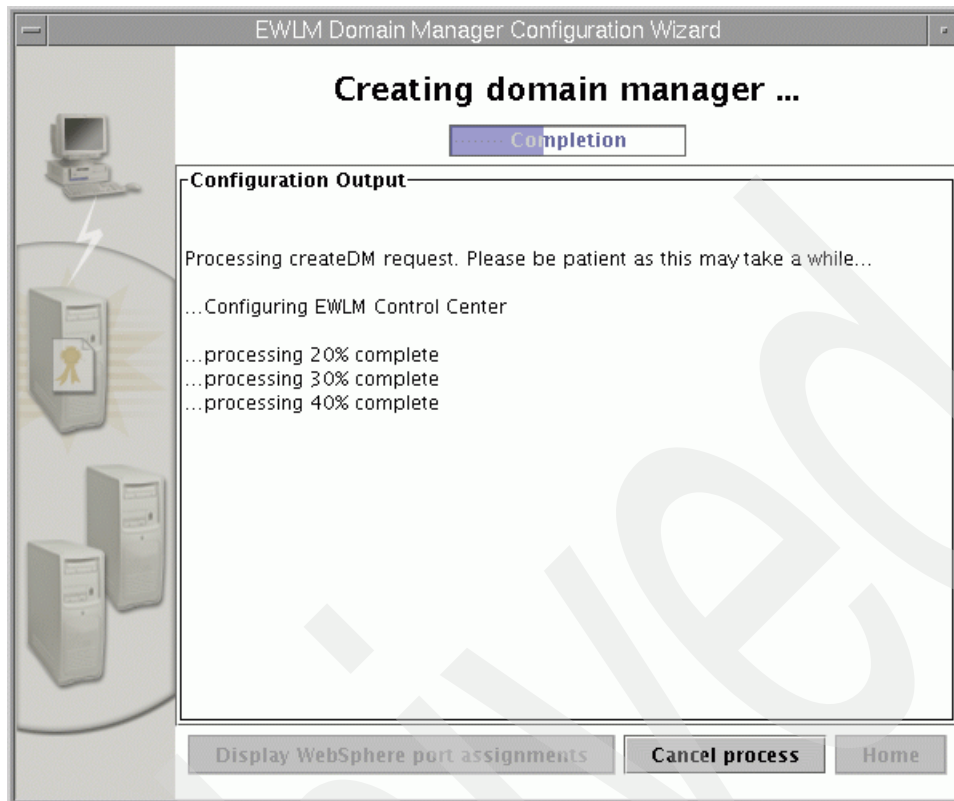 EWLM Domain Manager Configuration Wizard
Creating domain manager ...
Completion
Configuration Output
Processing createDM request. Please be patient as this may take a while...
...Configuring EWLM Control Center
...processing 20% complete
...processing 30% complete
...processing 40% complete
Display WebSphere port assignments
Cancel process
Home